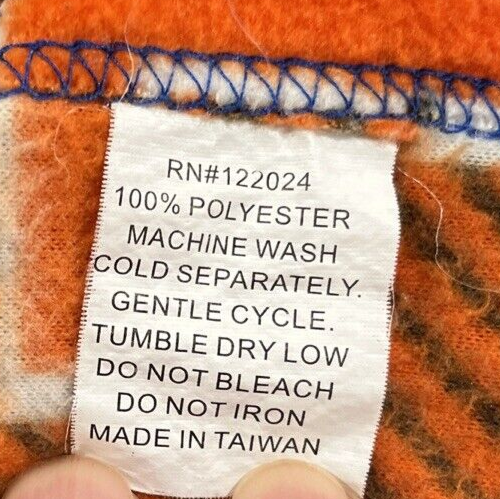 RN#122024
100% POLYESTER
MACHINE WASH
COLD SEPARATELY.
GENTLE CYCLE.
TUMBLE DRY LOW
DO NOT BLEACH
DO NOT IRON
MADE IN TAIWAN